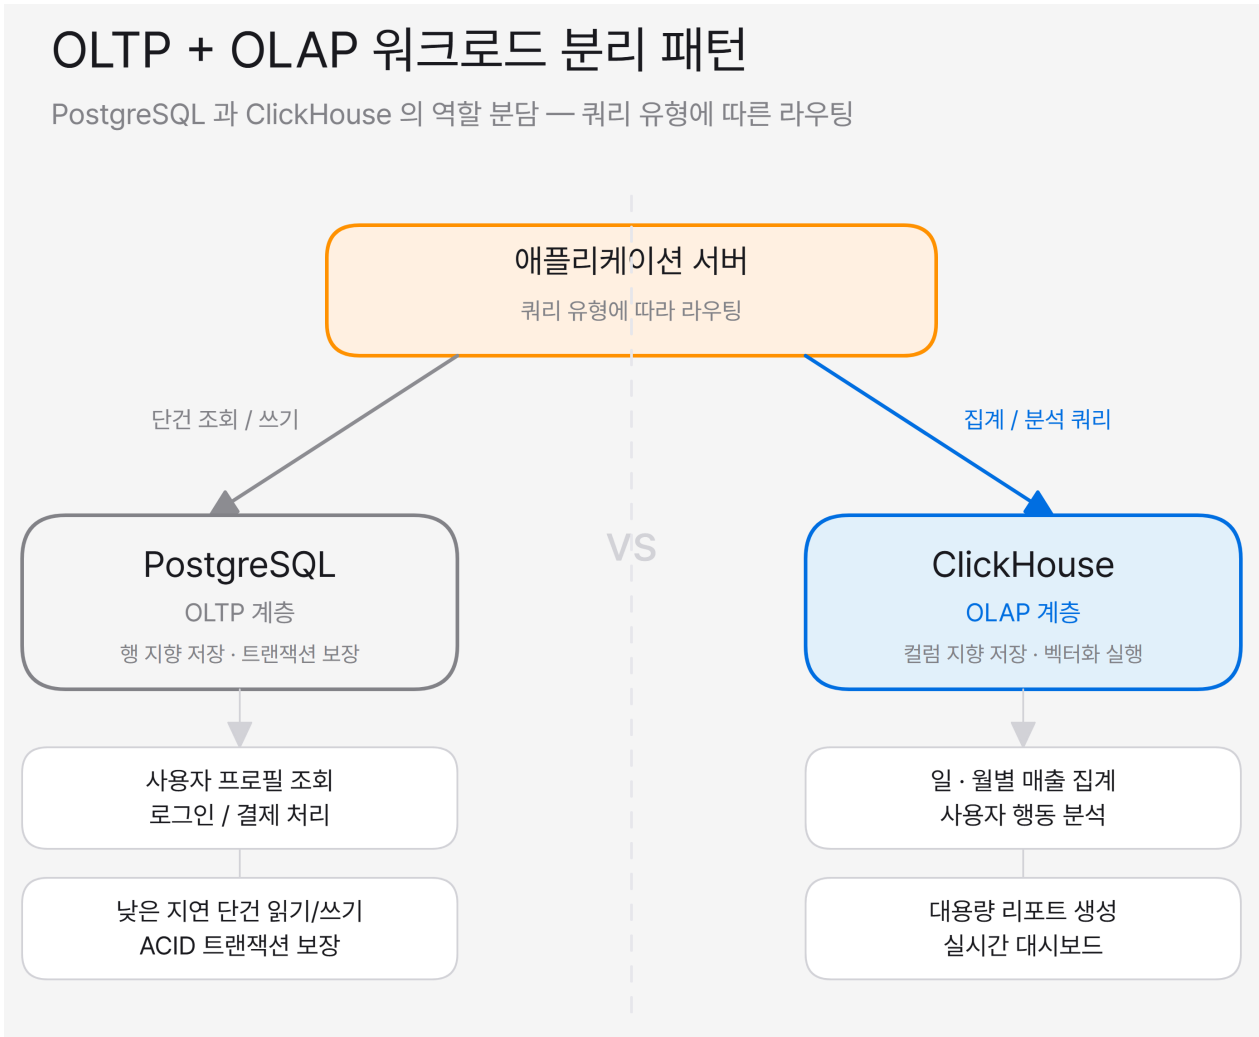 OLTP + OLAP 워크로드 분리 패턴
PostgreSQL 과 ClickHouse 의 역할 분담 — 쿼리 유형에 따른 라우팅
애플리케이션 서버
쿼리 유형에 따라 라우팅
단건 조회 / 쓰기
집계 / 분석 쿼리
VS
PostgreSQL
OLTP 계층
행 지향 저장 · 트랜잭션 보장
ClickHouse
OLAP 계층
컬럼 지향 저장 · 벡터화 실행
사용자 프로필 조회
로그인 / 결제 처리
일 · 월별 매출 집계
사용자 행동 분석
낮은 지연 단건 읽기/쓰기
ACID 트랜잭션 보장
대용량 리포트 생성
실시간 대시보드